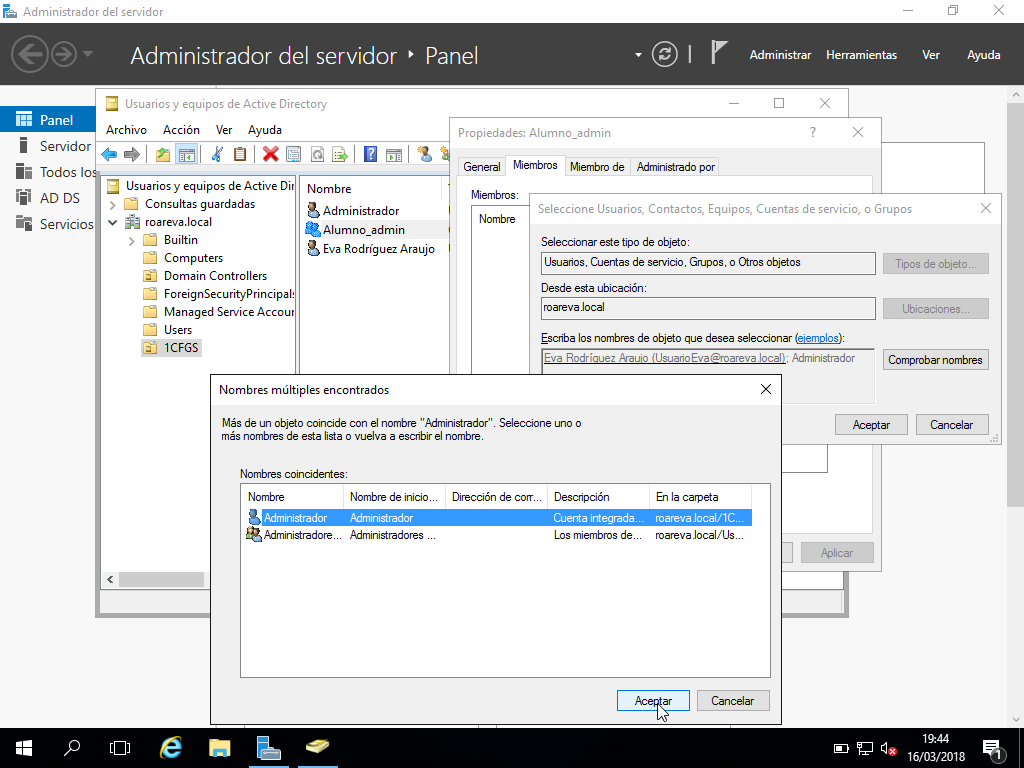 Administrador del servidor
Administrador del servidor ‣ Panel
Administrar Herramientas Ver Ayuda
Panel
Servidor
Todos los
AD DS
Servicios
Usuarios y equipos de Active Directory
Archivo Acción Ver Ayuda
Usuarios y equipos de Active Dir
Consultas guardadas
roareva.local
Builtin
Computers
Domain Controllers
ForeignSecurityPrincipals
Managed Service Accour
Users
1CFGS
Nombre
Administrador
Alumno_admin
Eva Rodríguez Araujo
Propiedades: Alumno_admin
General Miembros Miembro de Administrado por
Miembros:
Nombre
Aplicar
Seleccione Usuarios, Contactos, Equipos, Cuentas de servicio, o Grupos
Seleccionar este tipo de objeto:
Usuarios, Cuentas de servicio, Grupos, o Otros objetos
Tipos de objeto...
Desde esta ubicación:
roareva.local
Ubicaciones...
Escriba los nombres de objeto que desea seleccionar (ejemplos):
Eva Rodríguez Araujo (UsuarioEva@roareva.local); Administrador
Comprobar nombres
Aceptar Cancelar
Nombres múltiples encontrados
Más de un objeto coincide con el nombre "Administrador". Seleccione uno o
más nombres de esta lista o vuelva a escribir el nombre.
Nombres coincidentes:
Nombre Nombre de inicio... Dirección de corr... Descripción En la carpeta
Administrador Administrador Cuenta integrada... roareva.local/1C...
Administradore... Administradores ... Los miembros de... roareva.local/Us...
Aceptar Cancelar
19:44
16/03/2018
1